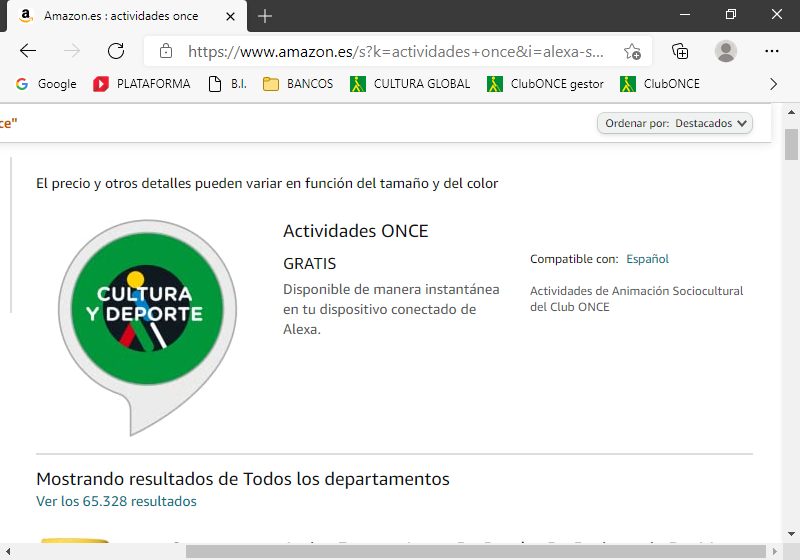 Amazon.es : actividades once
https://www.amazon.es/s?k=actividades+once&i=alexa-s...
Google
PLATAFORMA
B.I.
BANCOS
CULTURA GLOBAL
ClubONCE gestor
ClubONCE
ce"
Ordenar por: Destacados
El precio y otros detalles pueden variar en función del tamaño y del color
CULTURA
Y DEPORTE
Actividades ONCE
GRATIS
Disponible de manera instantánea
en tu dispositivo conectado de
Alexa.
Compatible con: Español
Actividades de Animación Sociocultural
del Club ONCE
Mostrando resultados de Todos los departamentos
Ver los 65.328 resultados